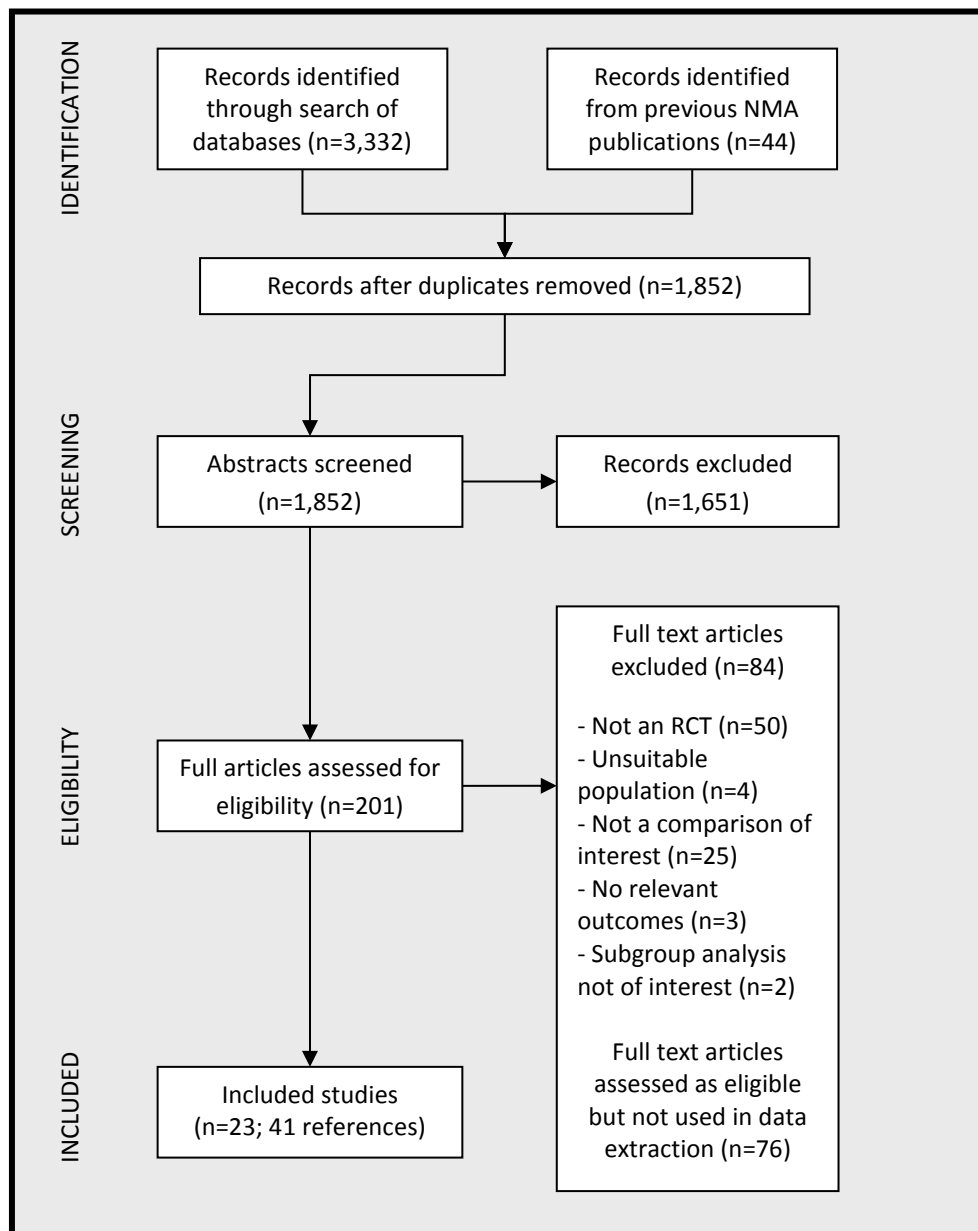 IDENTIFICATION
Records identified
through search of
databases (n=3,332)
Records identified
from previous NMA
publications (n=44)
Records after duplicates removed (n=1,852)
SCREENING
Abstracts screened
(n=1,852)
Records excluded
(n=1,651)
ELIGIBILITY
Full articles assessed for
eligibility (n=201)
Full text articles
excluded (n=84)
- Not an RCT (n=50)
- Unsuitable
population (n=4)
- Not a comparison of
interest (n=25)
- No relevant
outcomes (n=3)
- Subgroup analysis
not of interest (n=2)
Full text articles
assessed as eligible
but not used in data
extraction (n=76)
INCLUDED
Included studies
(n=23; 41 references)